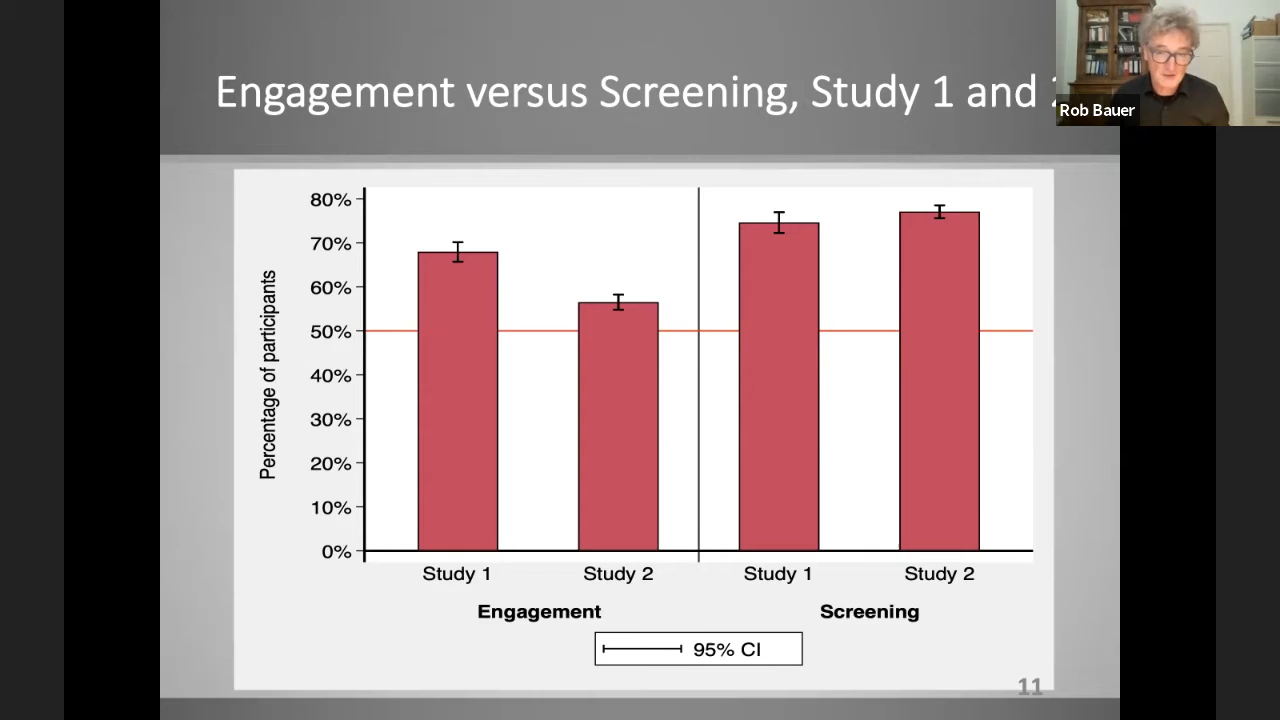 Engagement versus Screening, Study 1 and
Rob Bauer
Percentage of participants
80%
70%
60%
50%
40%
30%
20%
10%
0%
Study 1 Study 2 Study 1 Study 2
Engagement Screening
95% CI
11